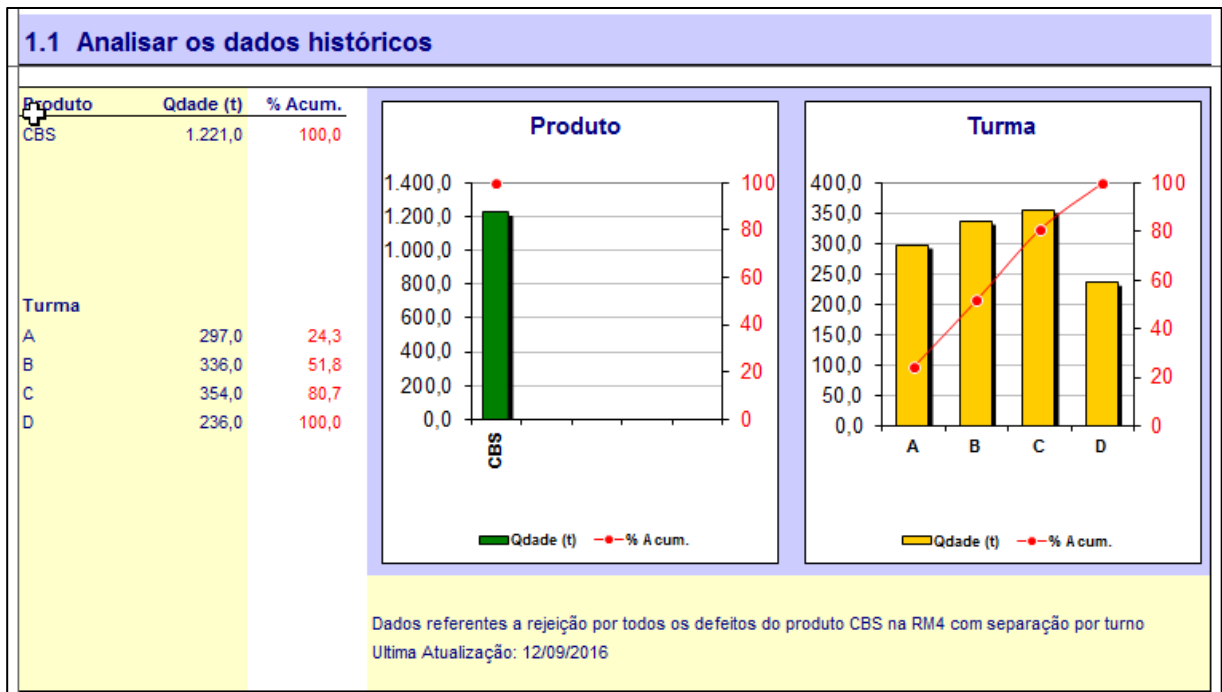 1.1 Analisar os dados históricos
Produto Qdade (t) % Acum.
CBS 1.221,0 100,0
Turma
A 297,0 24,3
B 336,0 51,8
C 354,0 80,7
D 236,0 100,0
Produto
1.400,0 100
1.200,0 80
1.000,0
800,0 60
600,0 40
400,0
200,0 20
0,0 0
CBS
Qdade (t) % Acum.
Turma
400,0 100
350,0
300,0 80
250,0 60
200,0
150,0 40
100,0 20
50,0
0,0 0
A B C D
Qdade (t) % Acum.
Dados referentes a rejeição por todos os defeitos do produto CBS na RM4 com separação por turno
Ultima Atualização: 12/09/2016